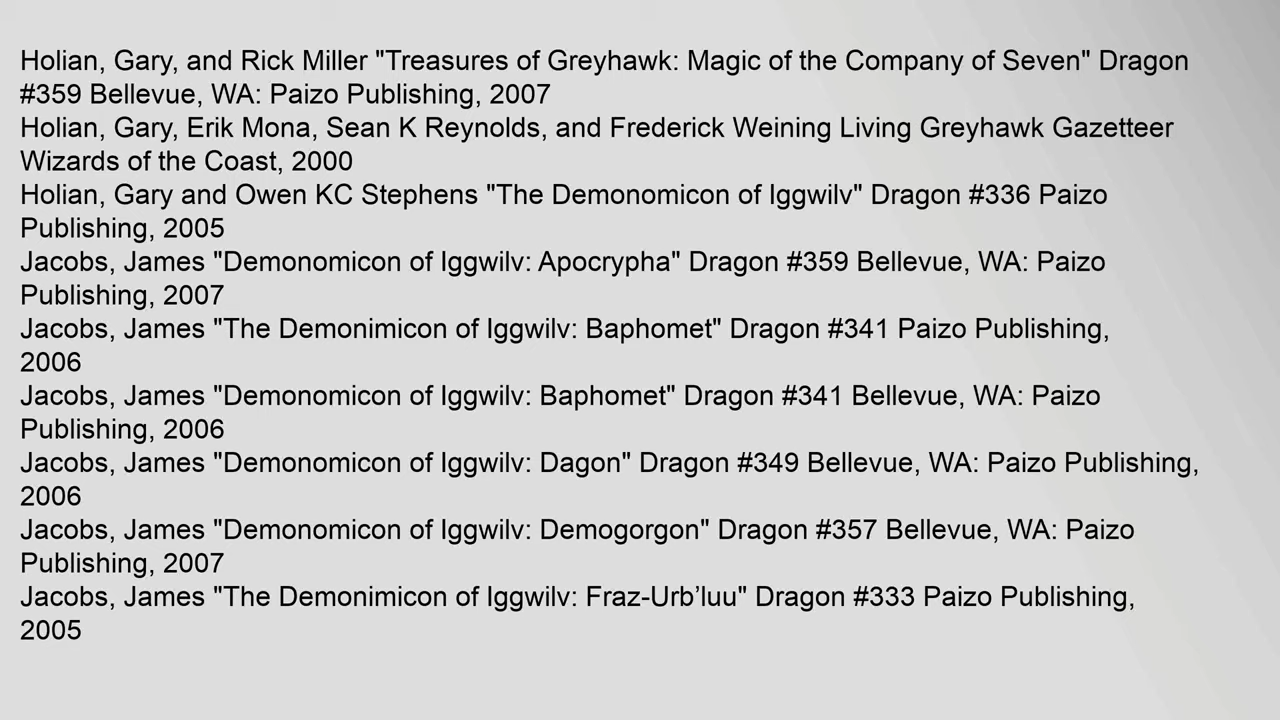 Holian, Gary, and Rick Miller "Treasures of Greyhawk: Magic of the Company of Seven" Dragon
#359 Bellevue, WA: Paizo Publishing, 2007
Holian, Gary, Erik Mona, Sean K Reynolds, and Frederick Weining Living Greyhawk Gazetteer
Wizards of the Coast, 2000
Holian, Gary and Owen KC Stephens "The Demonomicon of Iggwilv" Dragon #336 Paizo
Publishing, 2005
Jacobs, James "Demonomicon of Iggwilv: Apocrypha" Dragon #359 Bellevue, WA: Paizo
Publishing, 2007
Jacobs, James "The Demonimicon of Iggwilv: Baphomet" Dragon #341 Paizo Publishing,
2006
Jacobs, James "Demonomicon of Iggwilv: Baphomet" Dragon #341 Bellevue, WA: Paizo
Publishing, 2006
Jacobs, James "Demonomicon of Iggwilv: Dagon" Dragon #349 Bellevue, WA: Paizo Publishing,
2006
Jacobs, James "Demonomicon of Iggwilv: Demogorgon" Dragon #357 Bellevue, WA: Paizo
Publishing, 2007
Jacobs, James "The Demonimicon of Iggwilv: Fraz-Urb’luu" Dragon #333 Paizo Publishing,
2005